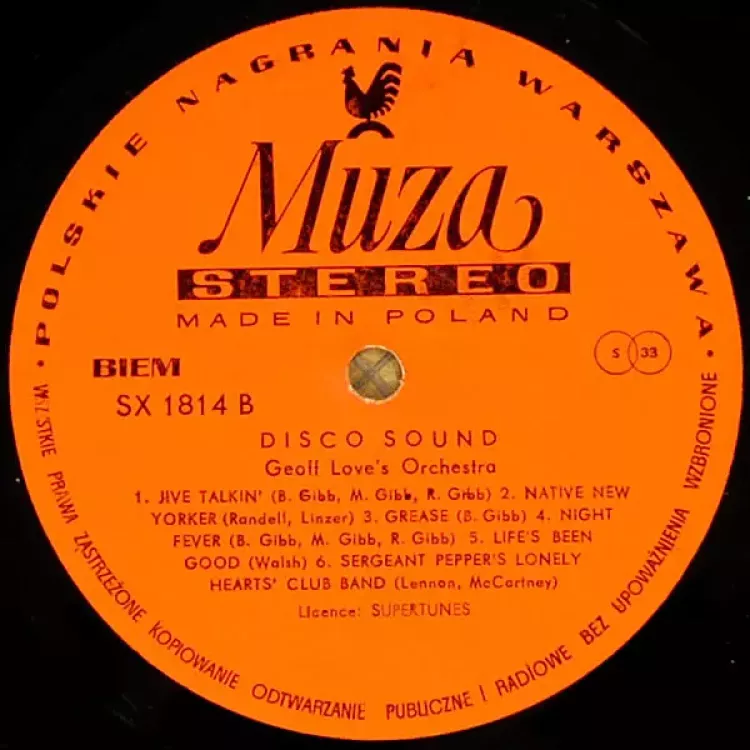 POLSKIE NAGRANIA WARSZAWA
Muza
STEREO
MADE IN POLAND
BIEM
S 33
SX 1814 B
DISCO SOUND
Geoff Love's Orchestra
1. JIVE TALKIN' (B. Gibb, M. Gibb, R. Gibb) 2. NATIVE NEW
YORKER (Randell, Linzer) 3. GREASE (B. Gibb) 4. NIGHT
FEVER (B. Gibb, M. Gibb, R. Gibb) 5. LIFE'S BEEN
GOOD (Walsh) 6. SERGEANT PEPPER'S LONELY
HEARTS' CLUB BAND (Lennon, McCartney)
Licence: SUPERTUNES
WSZYSTKIE PRAWA ZASTRZEŻONE KOPIOWANIE ODTWARZANIE PUBLICZNE I RADIOWE BEZ UPOWAŻNIENIA WZBRONIONE